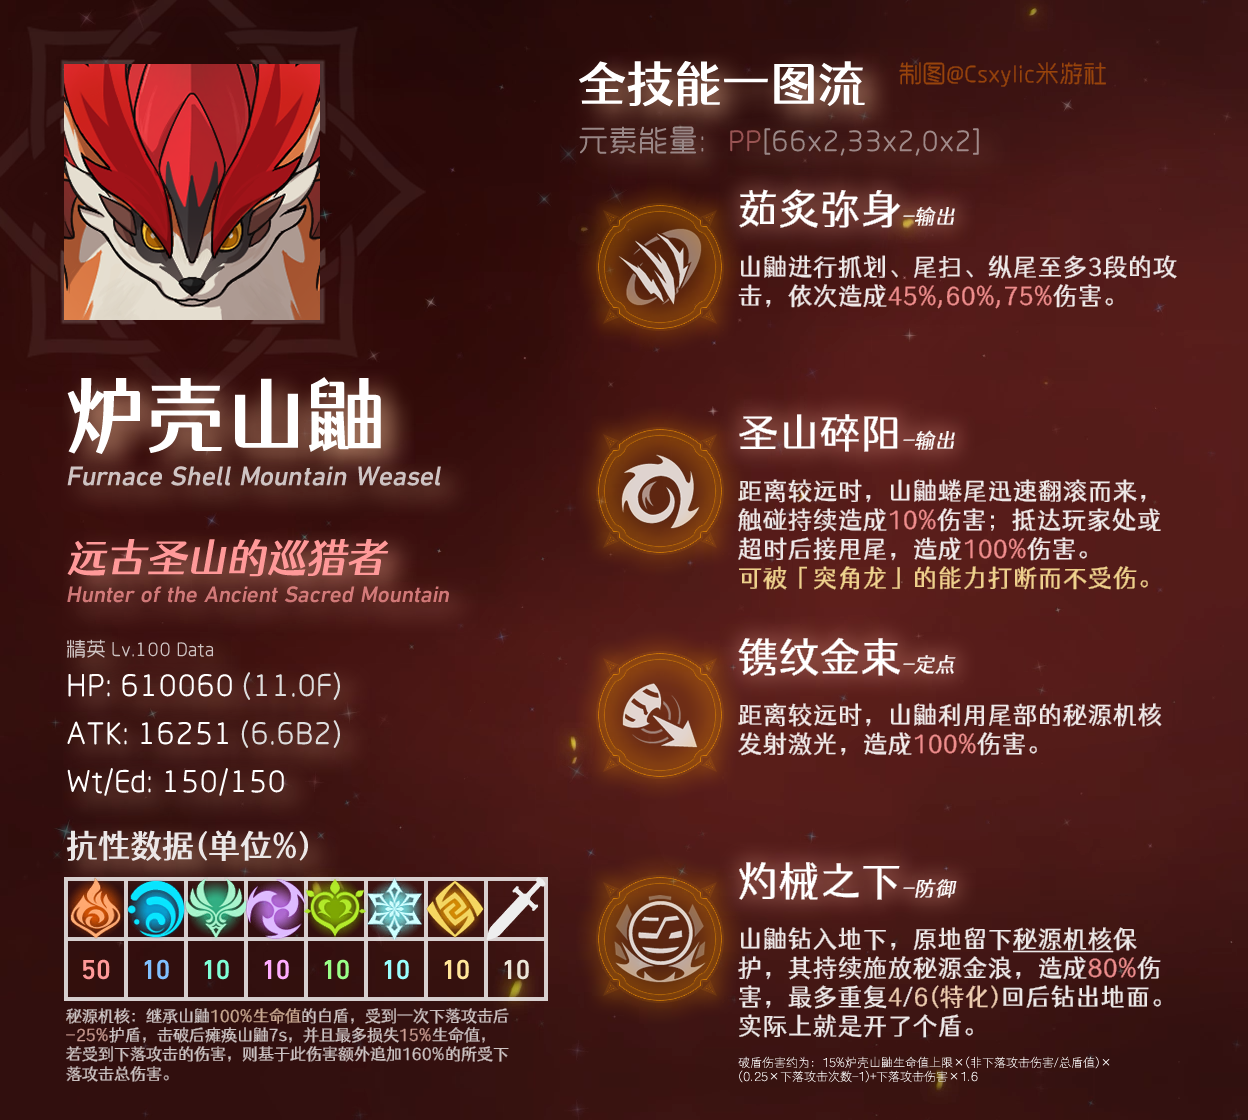 全技能一图流
制图@Csxylic米游社
元素能量: PP[66x2,33x2,0x2]
炉壳山鼬
Furnace Shell Mountain Weasel
远古圣山的巡猎者
Hunter of the Ancient Sacred Mountain
精英 Lv.100 Data
HP: 610060 (11.0F)
ATK: 16251 (6.6B2)
Wt/Ed: 150/150
抗性数据(单位%)
50 10 10 10 10 10 10 10
秘源机核：继承山鼬100%生命值的白盾，受到一次下落攻击后
-25%护盾，击破后瘫痪山鼬7s，并且最多损失15%生命值，
若受到下落攻击的伤害，则基于此伤害额外追加160%的所受下
落攻击总伤害。
茹炙弥身-输出
山鼬进行抓划、尾扫、纵尾至多3段的攻
击，依次造成45%,60%,75%伤害。
圣山碎阳-输出
距离较远时，山鼬蜷尾迅速翻滚而来，
触碰持续造成10%伤害；抵达玩家处或
超时后接甩尾，造成100%伤害。
可被「突角龙」的能力打断而不受伤。
镌纹金束-定点
距离较远时，山鼬利用尾部的秘源机核
发射激光，造成100%伤害。
灼械之下-防御
山鼬钻入地下，原地留下秘源机核保
护，其持续施放秘源金浪，造成80%伤
害，最多重复4/6(特化)回后钻出地面。
实际上就是开了个盾。
破盾伤害约为：15%炉壳山鼬生命值上限×(非下落攻击伤害/总盾值)×
(0.25×下落攻击次数-1)+下落攻击伤害×1.6